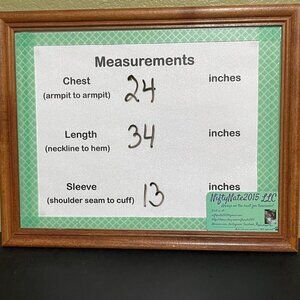 Measurements
Chest 24 inches
(armpit to armpit)
Length 34 inches
(neckline to hem)
Sleeve 13 inches
(shoulder seam to cuff)
NiftyNate2015 LLC